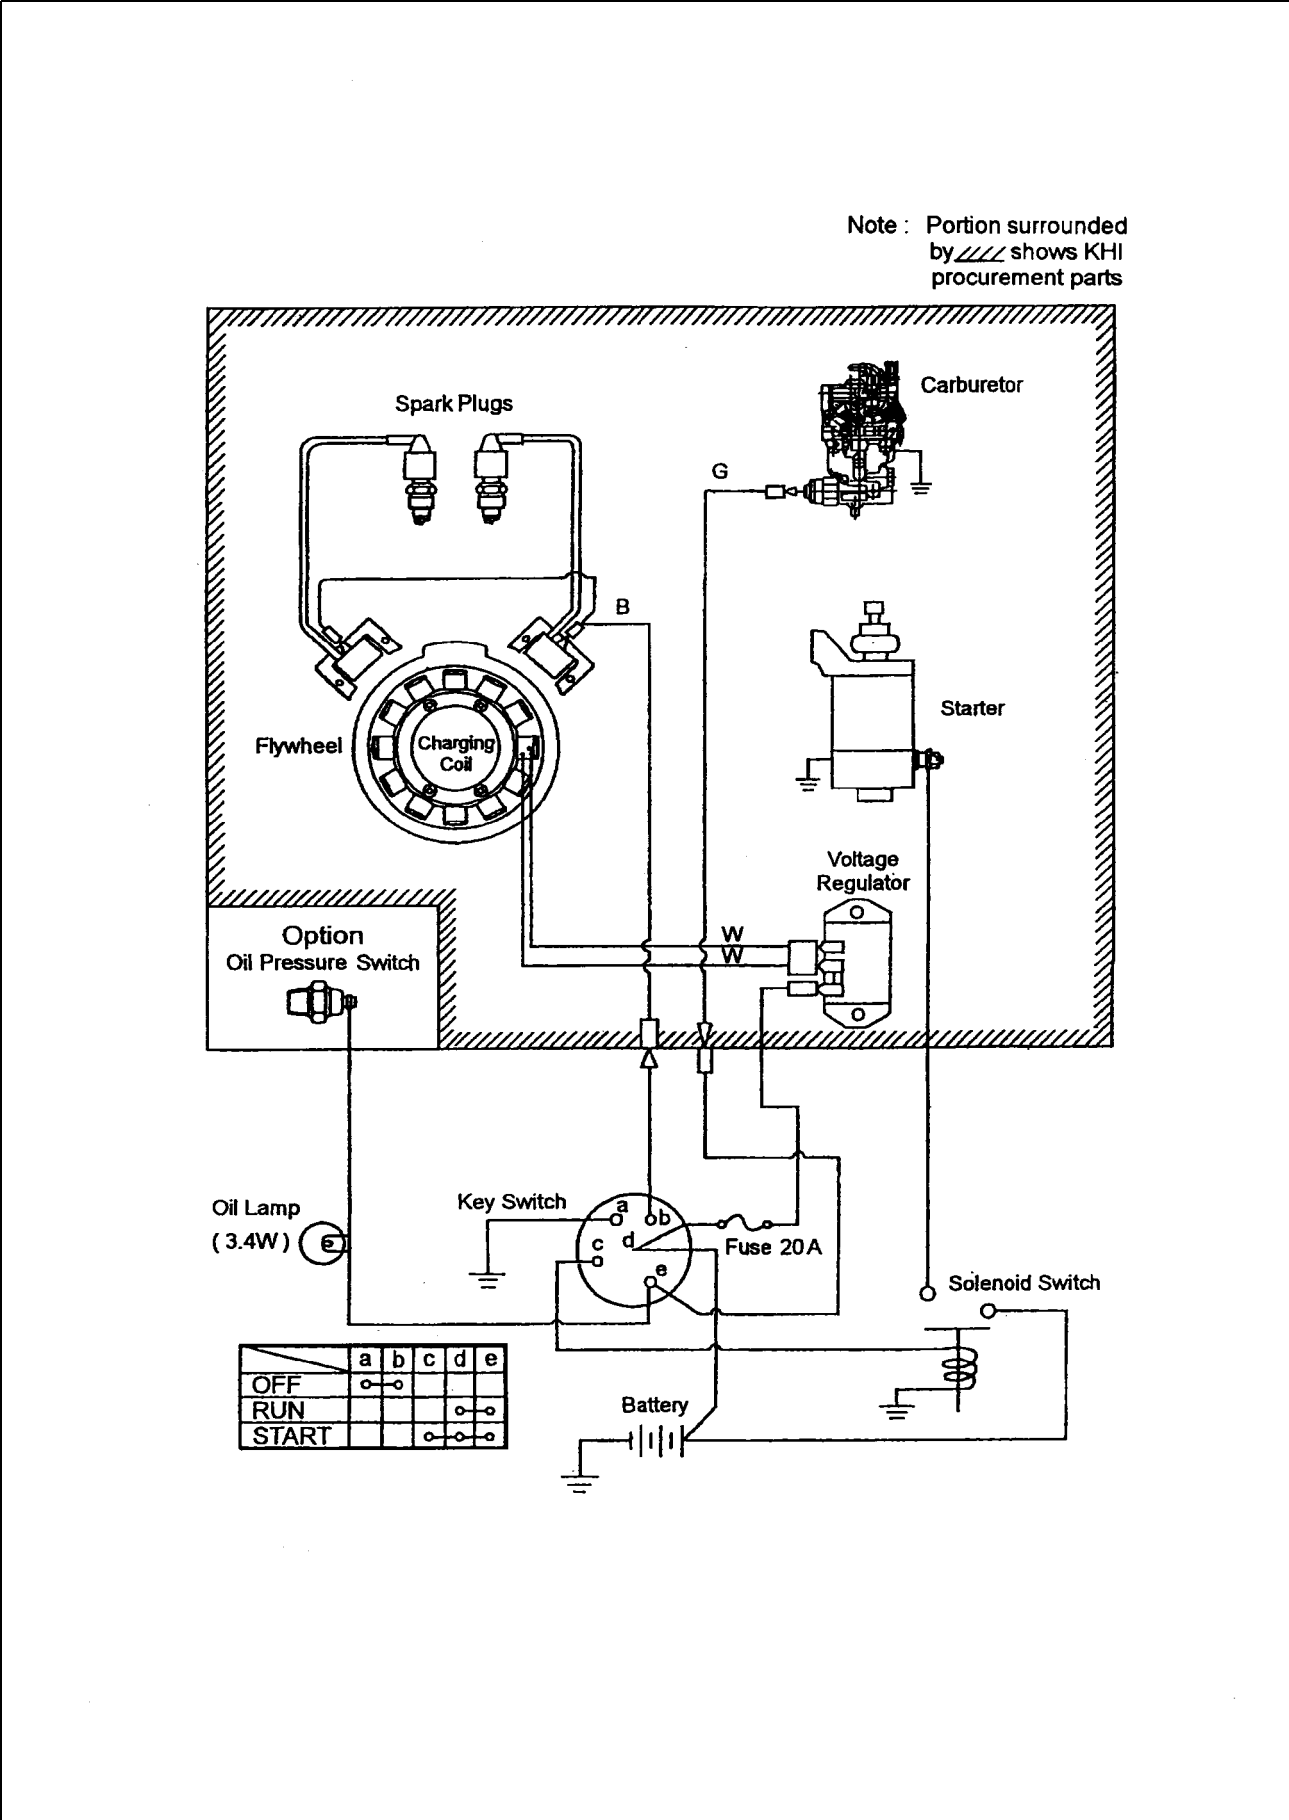 Note : Portion surrounded
by //// shows KHI
procurement parts
Carburetor
Spark Plugs
G
B
Starter
Flywheel
Charging
Coil
Voltage
Regulator
Option
Oil Pressure Switch
W
W
Oil Lamp
( 3.4W )
Key Switch
a
b
c
d
e
Fuse 20A
Solenoid Switch
a b c d e
OFF
RUN
START
Battery